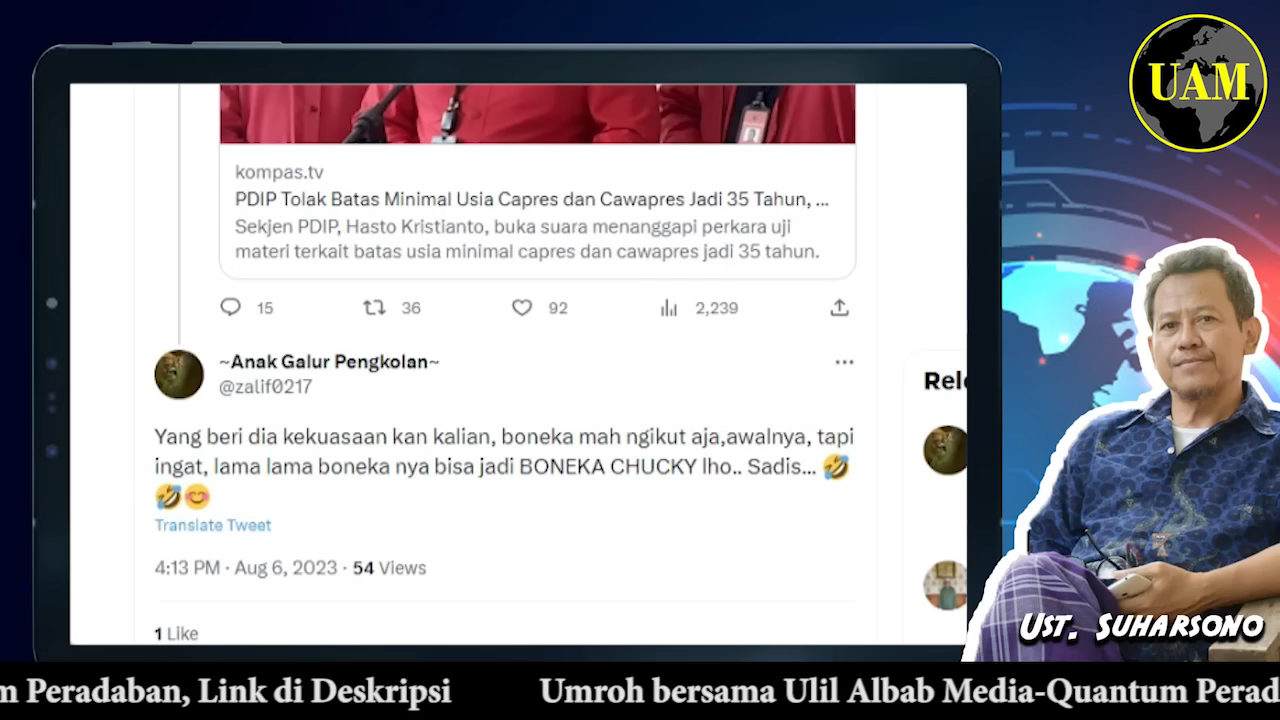 UAM
kompas.tv
PDIP Tolak Batas Minimal Usia Capres dan Cawapres Jadi 35 Tahun, ...
Sekjen PDIP, Hasto Kristianto, buka suara menanggapi perkara uji
materi terkait batas usia minimal capres dan cawapres jadi 35 tahun.
15 36 92 2,239
~Anak Galur Pengkolan~
@zalif0217
Yang beri dia kekuasaan kan kalian, boneka mah ngikut aja,awalnya, tapi
ingat, lama lama boneka nya bisa jadi BONEKA CHUCKY lho.. Sadis... 🤣
🤣😊
Translate Tweet
4:13 PM · Aug 6, 2023 · 54 Views
1 Like
Rele
UST. SUHARSONO
m Peradaban, Link di Deskripsi Umroh bersama Ulil Albab Media-Quantum Perad